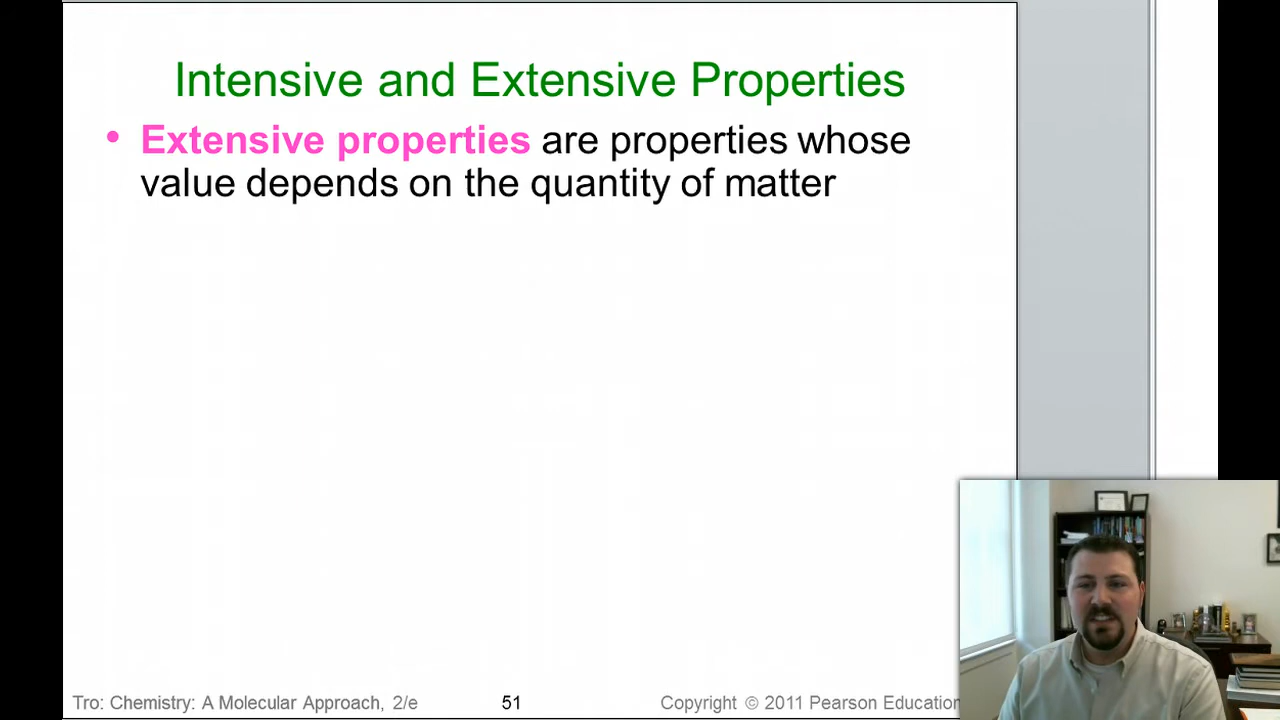 Intensive and Extensive Properties
• Extensive properties are properties whose
value depends on the quantity of matter
Tro: Chemistry: A Molecular Approach, 2/e 51 Copyright © 2011 Pearson Education